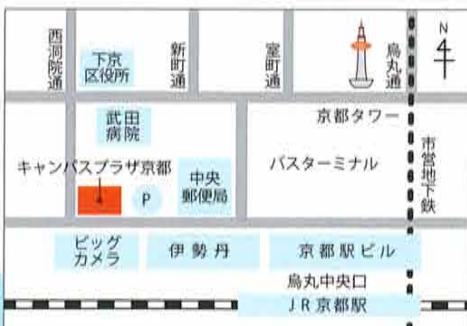 西洞院通
下京
区役所
新町通
室町通
烏丸通
N
武田
病院
京都タワー
キャンパスプラザ京都
P
中央
郵便局
バスターミナル
市営地下鉄
ビッグ
カメラ
伊勢丹
京都駅ビル
烏丸中央口
JR京都駅